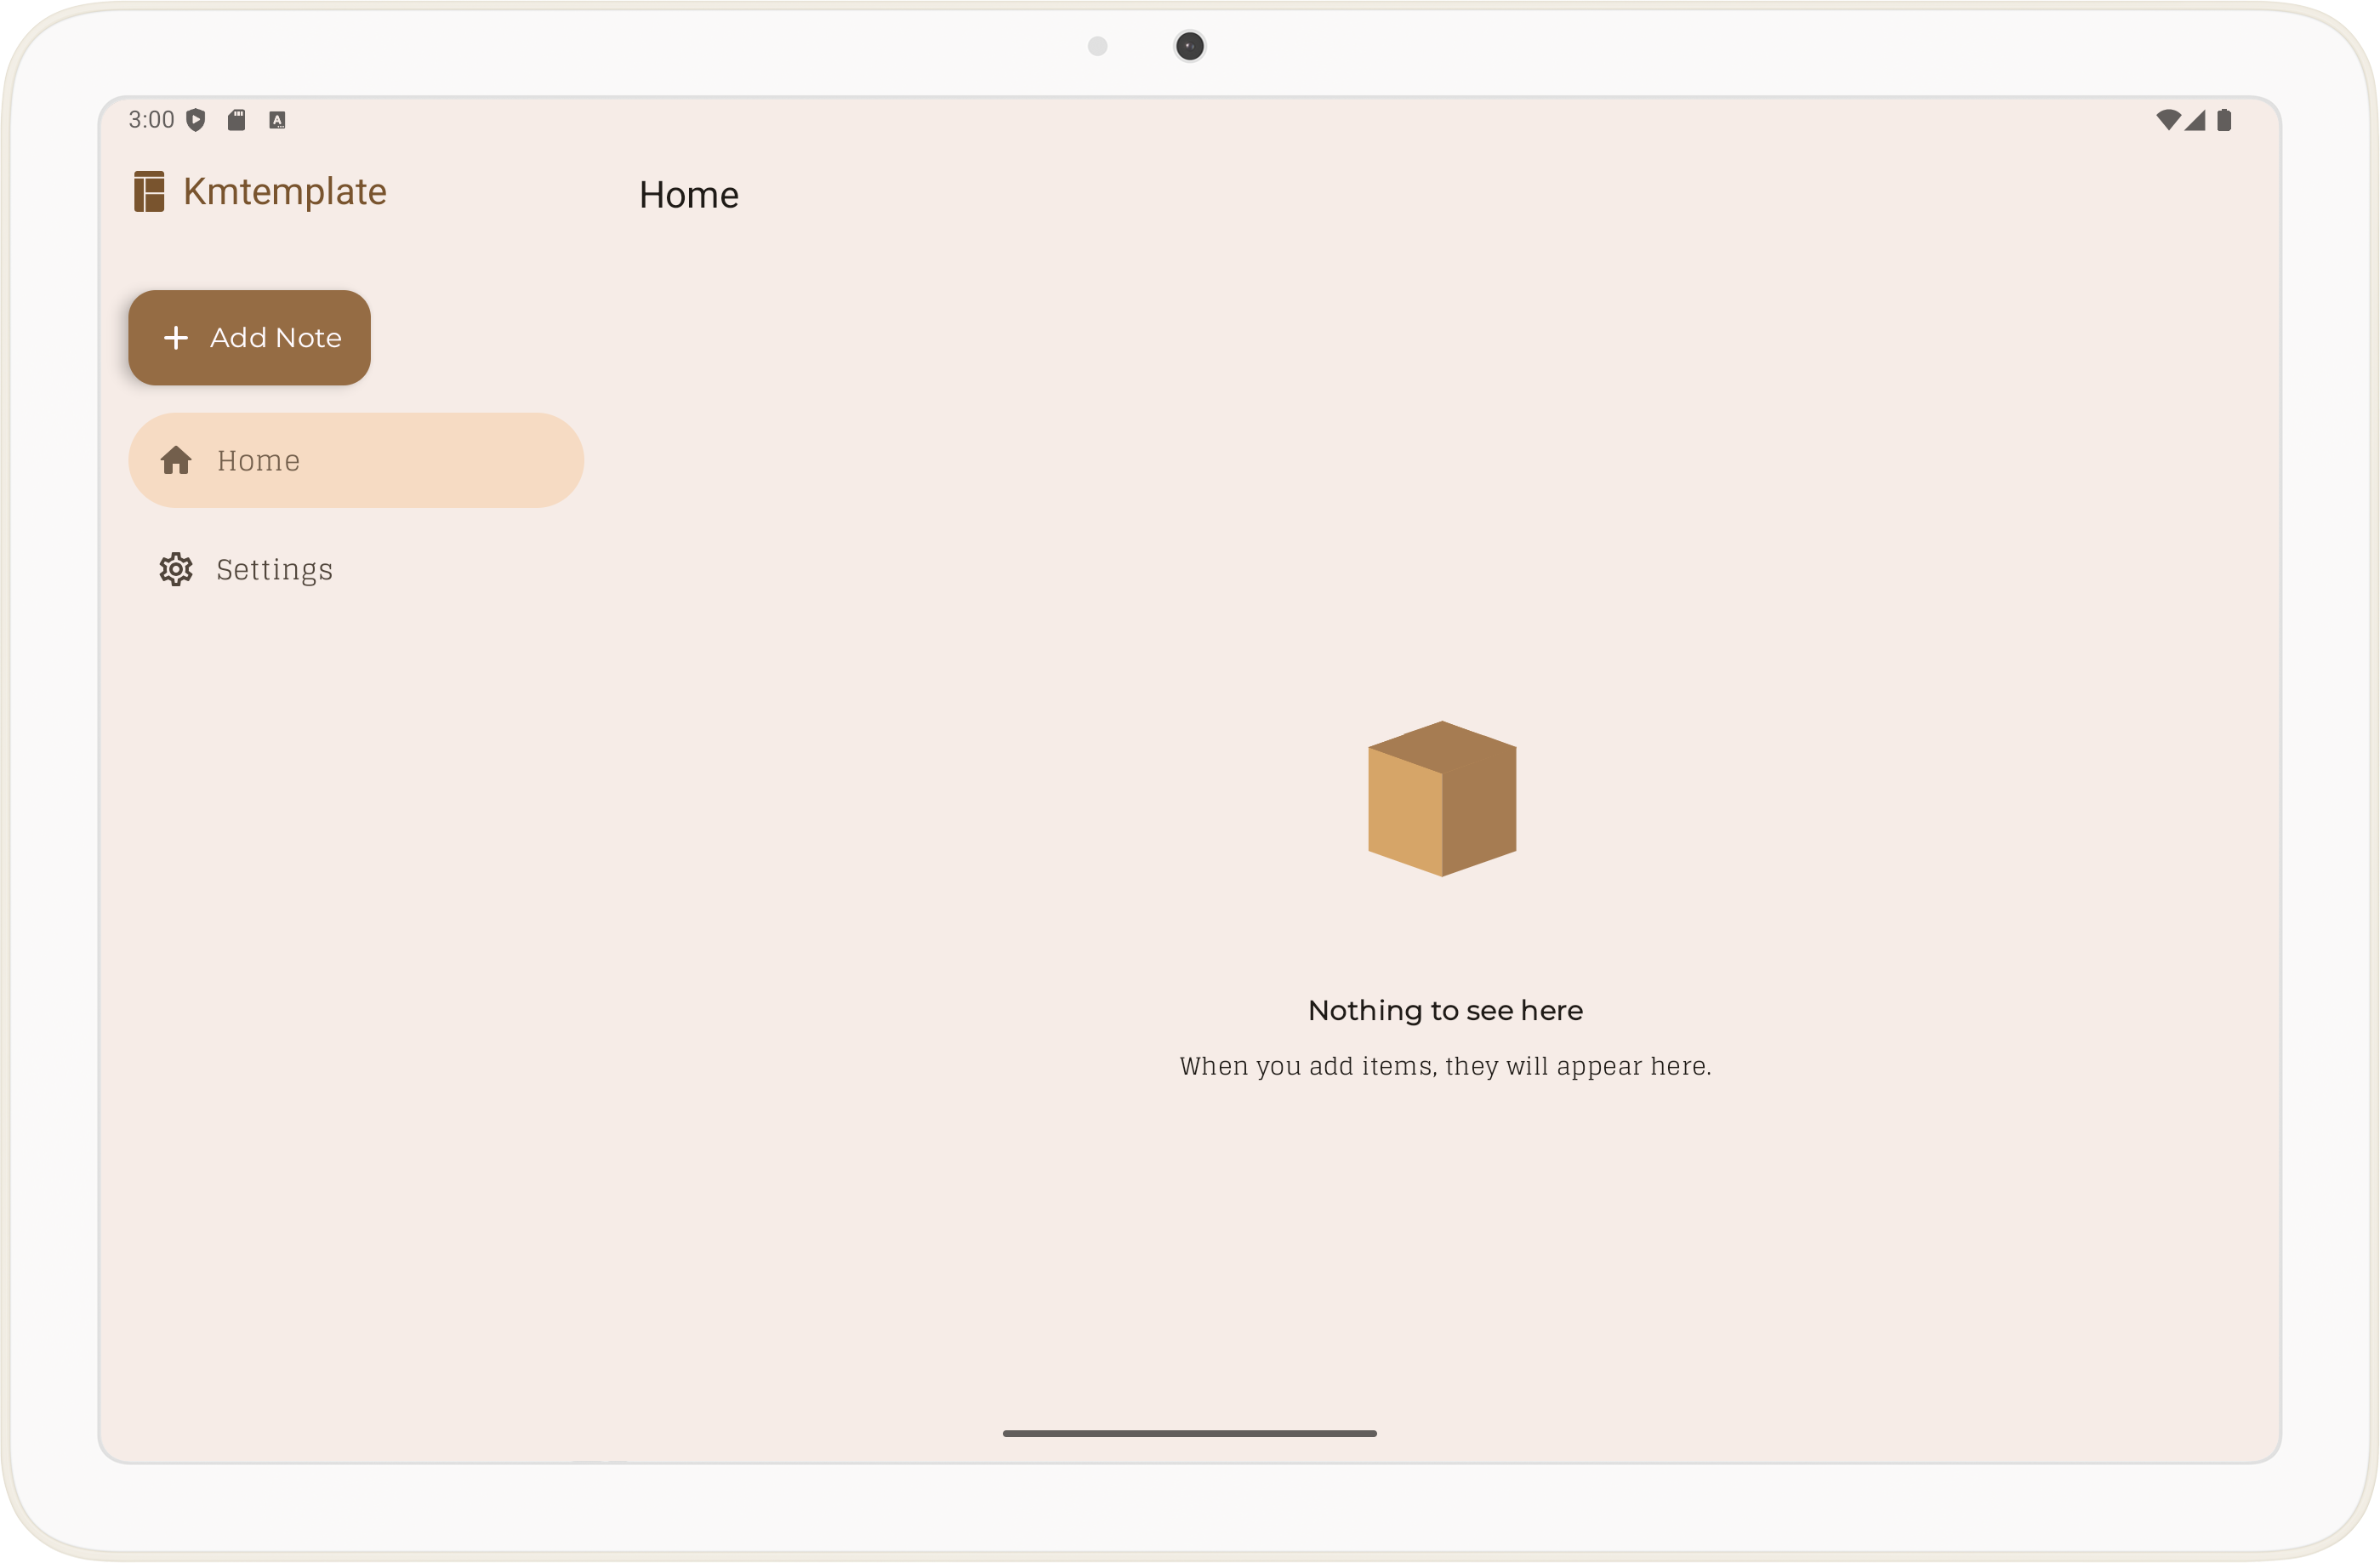 3:00
Kmtemplate
Home
Add Note
Home
Settings
Nothing to see here
When you add items, they will appear here.